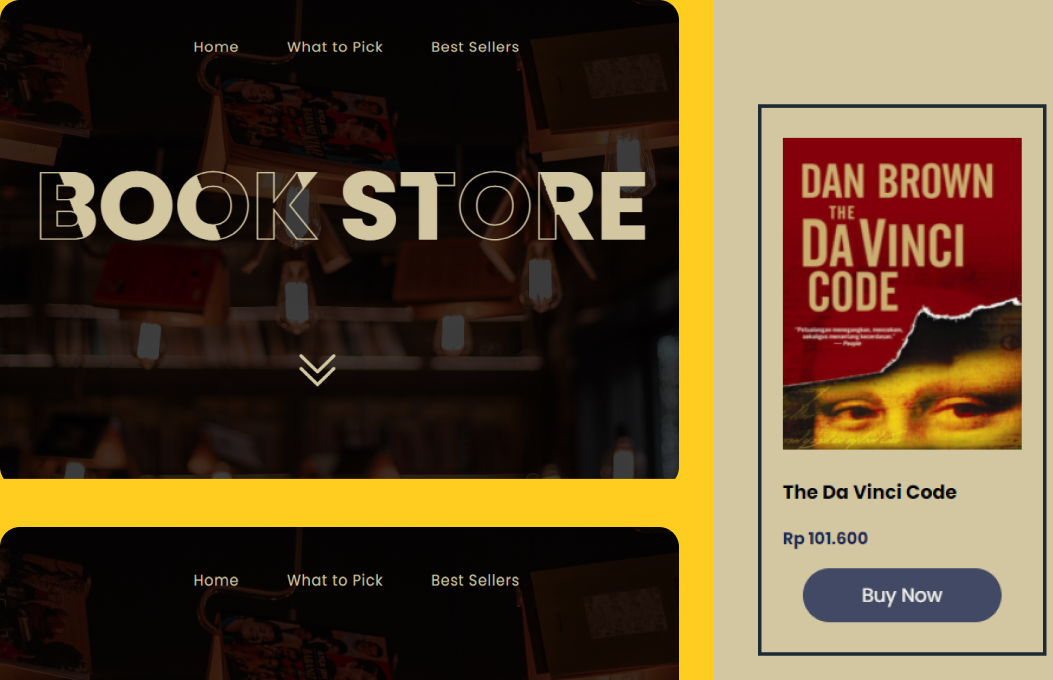 Home What to Pick Best Sellers
BOOK STORE
Home What to Pick Best Sellers
DAN BROWN
THE
DA VINCI
CODE
"Petualangan menegangkan, mencekam,
sekaligus menantang kecerdasan."
— People
The Da Vinci Code
Rp 101.600
Buy Now